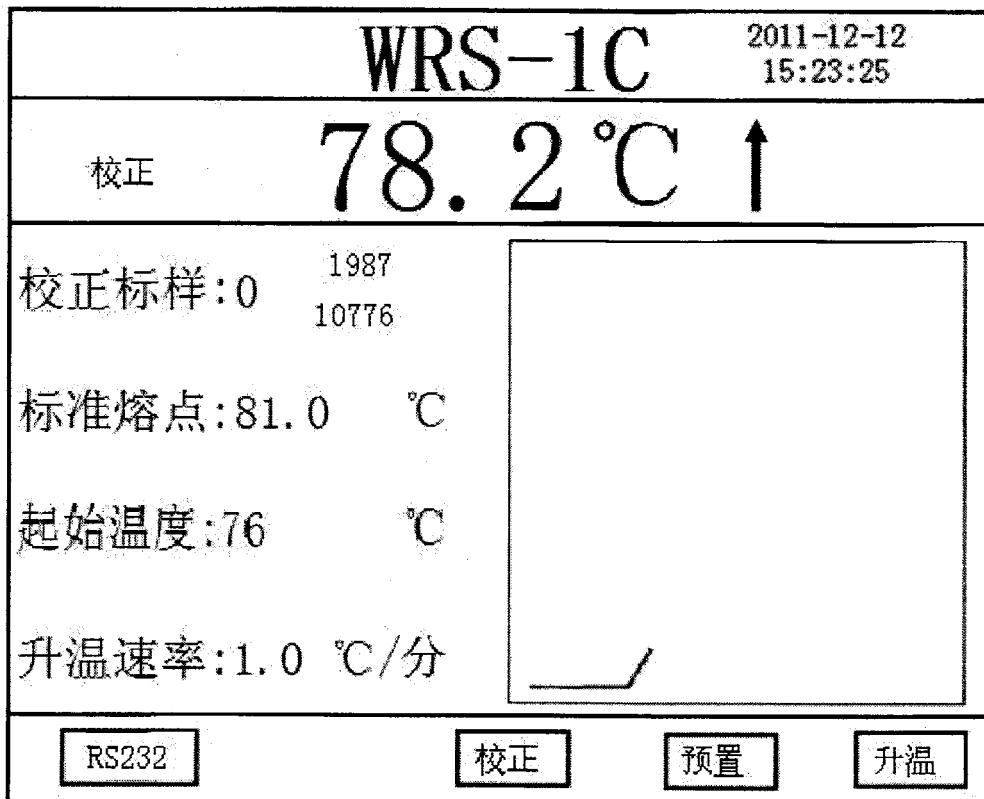 WRS-1C
2011-12-12
15:23:25
校正
78.2℃ ↑
校正标样:0
1987
10776
标准熔点:81.0 ℃
起始温度:76 ℃
升温速率:1.0 ℃/分
RS232
校正
预置
升温